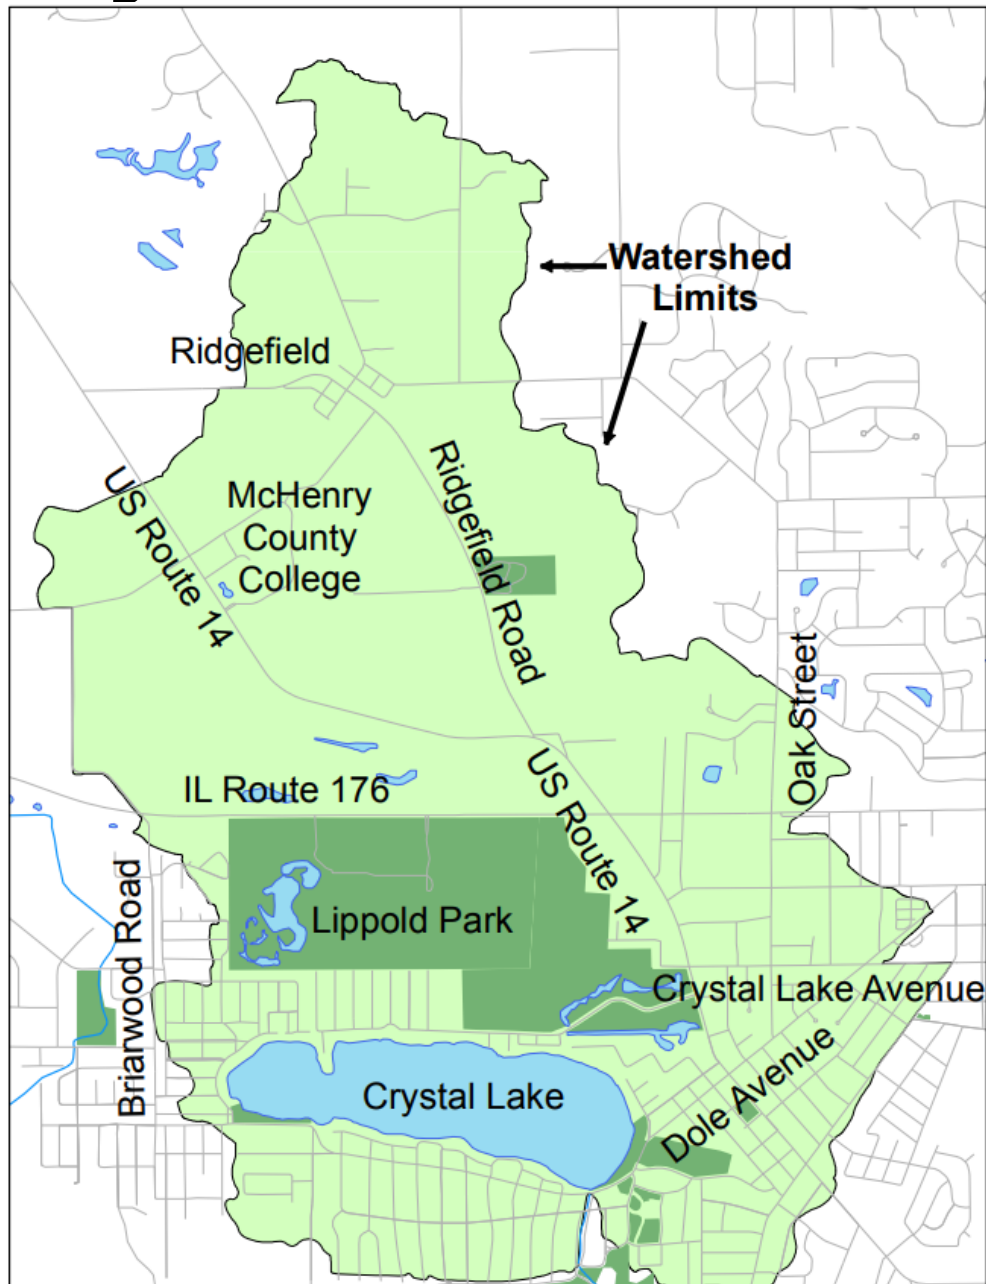 Watershed
Limits
Ridgefield
Ridgefield Road
McHenry
County
College
US Route 14
Oak Street
IL Route 176
US Route 14
Lippold Park
Briarwood Road
Crystal Lake Avenue
Crystal Lake
Dole Avenue